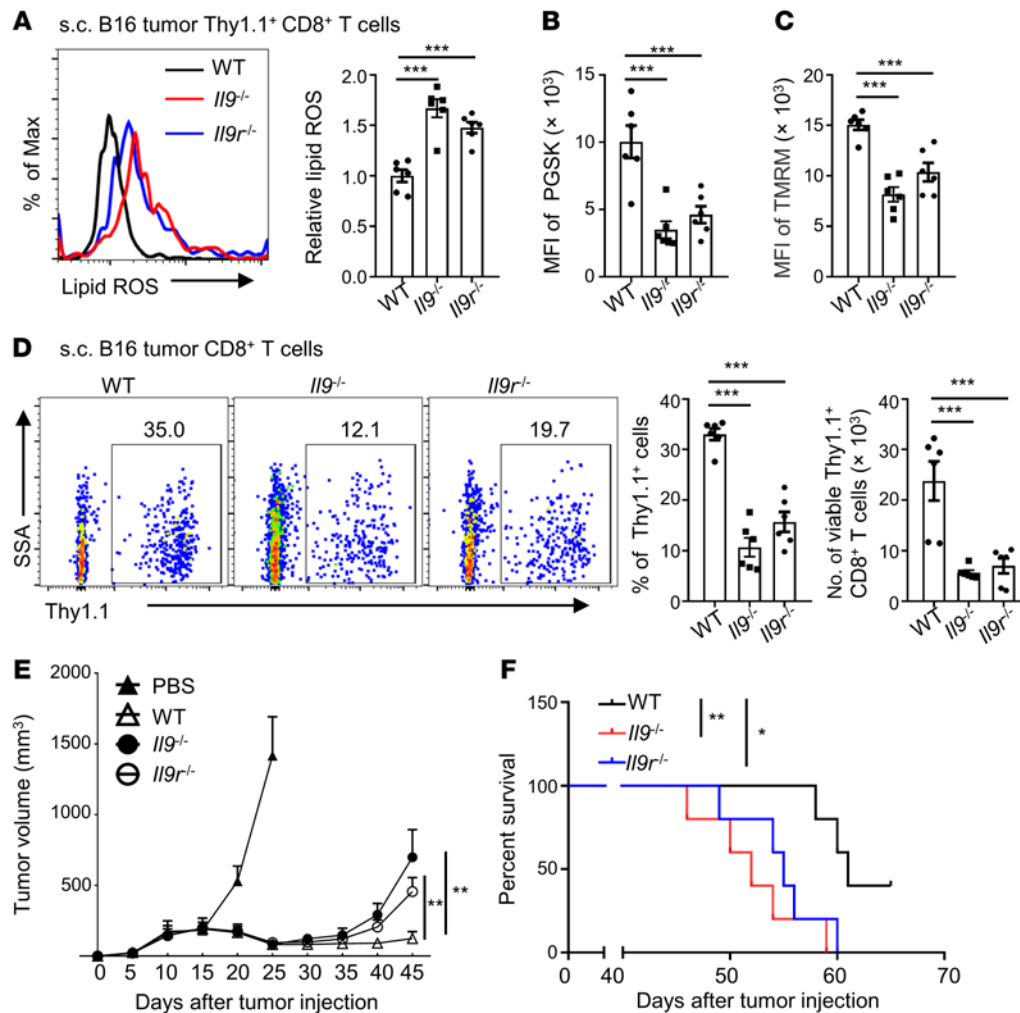 A s.c. B16 tumor Thy1.1+ CD8+ T cells
% of Max
WT
Il9-/-
Il9r-/-
Lipid ROS
***
***
Relative lipid ROS
2.0
1.5
1.0
0.5
0.0
WT
Il9-/-
Il9r-/-
B
***
***
MFI of PGSK (× 10³)
15
10
5
0
WT
Il9-/-
Il9r-/-
C
***
***
MFI of TMRM (× 10³)
20
15
10
5
0
WT
Il9-/-
Il9r-/-
D s.c. B16 tumor CD8+ T cells
WT
Il9-/-
Il9r-/-
35.0
12.1
19.7
SSA
Thy1.1
***
***
% of Thy1.1+ cells
40
30
20
10
0
WT
Il9-/-
Il9r-/-
***
***
No. of viable Thy1.1+
CD8+ T cells (× 10³)
40
30
20
10
0
WT
Il9-/-
Il9r-/-
E
PBS
WT
Il9-/-
Il9r-/-
Tumor volume (mm³)
2000
1500
1000
500
**
**
0 5 10 15 20 25 30 35 40 45
Days after tumor injection
F
WT
Il9-/-
Il9r-/-
**
*
Percent survival
150
100
50
0
0 40 50 60 70
Days after tumor injection